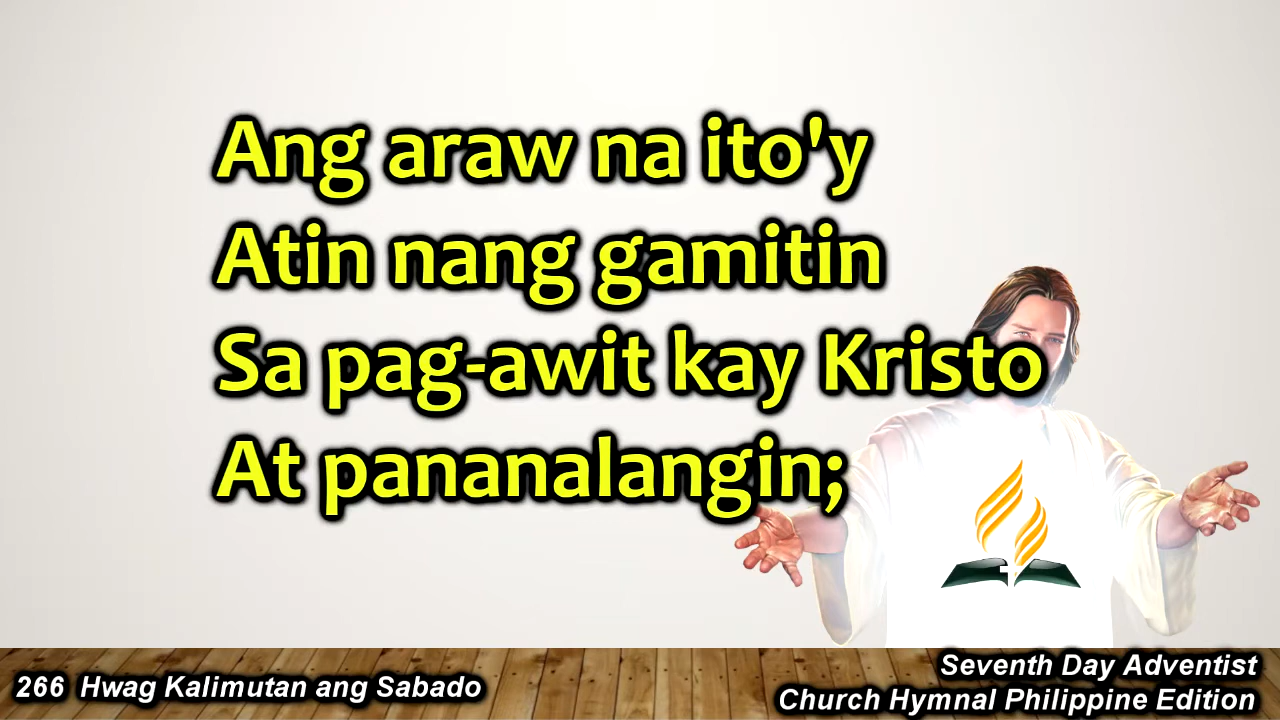 Ang araw na ito'y
Atin nang gamitin
Sa pag-awit kay Kristo
At pananalangin;
266 Hwag Kalimutan ang Sabado
Seventh Day Adventist
Church Hymnal Philippine Edition